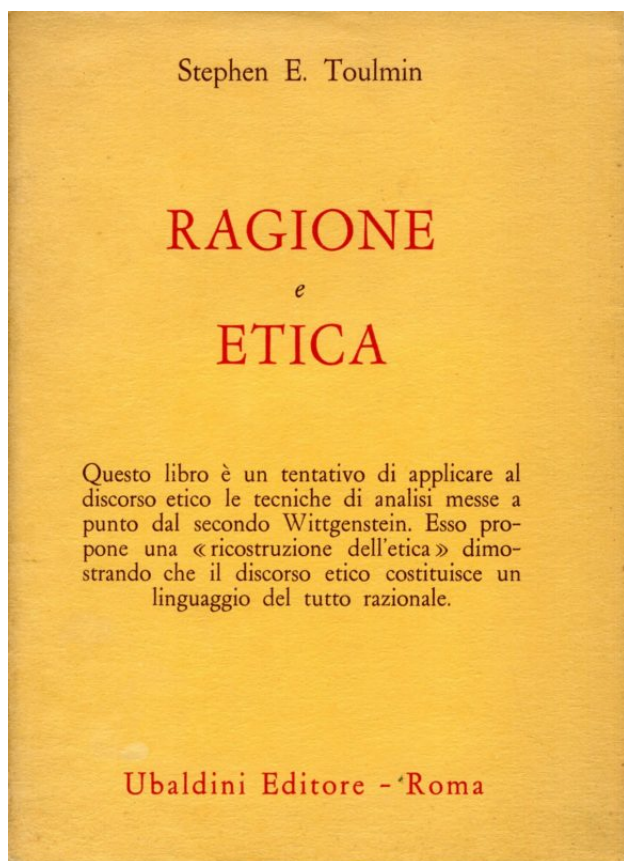 Stephen E. Toulmin
RAGIONE
e
ETICA
Questo libro è un tentativo di applicare al
discorso etico le tecniche di analisi messe a
punto dal secondo Wittgenstein. Esso pro-
pone una «ricostruzione dell'etica» dimo-
strando che il discorso etico costituisce un
linguaggio del tutto razionale.
Ubaldini Editore - Roma